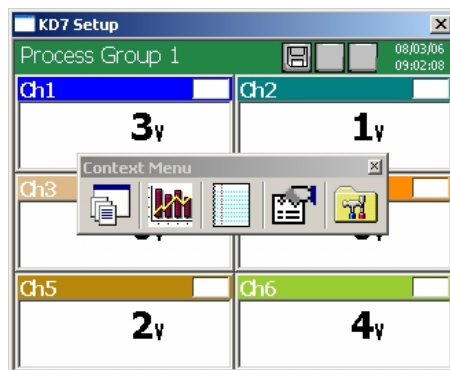 KD7 Setup
Process Group 1
08/03/06
09:02:08
Ch1
Ch2
3v
1v
Context Menu
Ch3
Ch5
Ch6
2v
4v